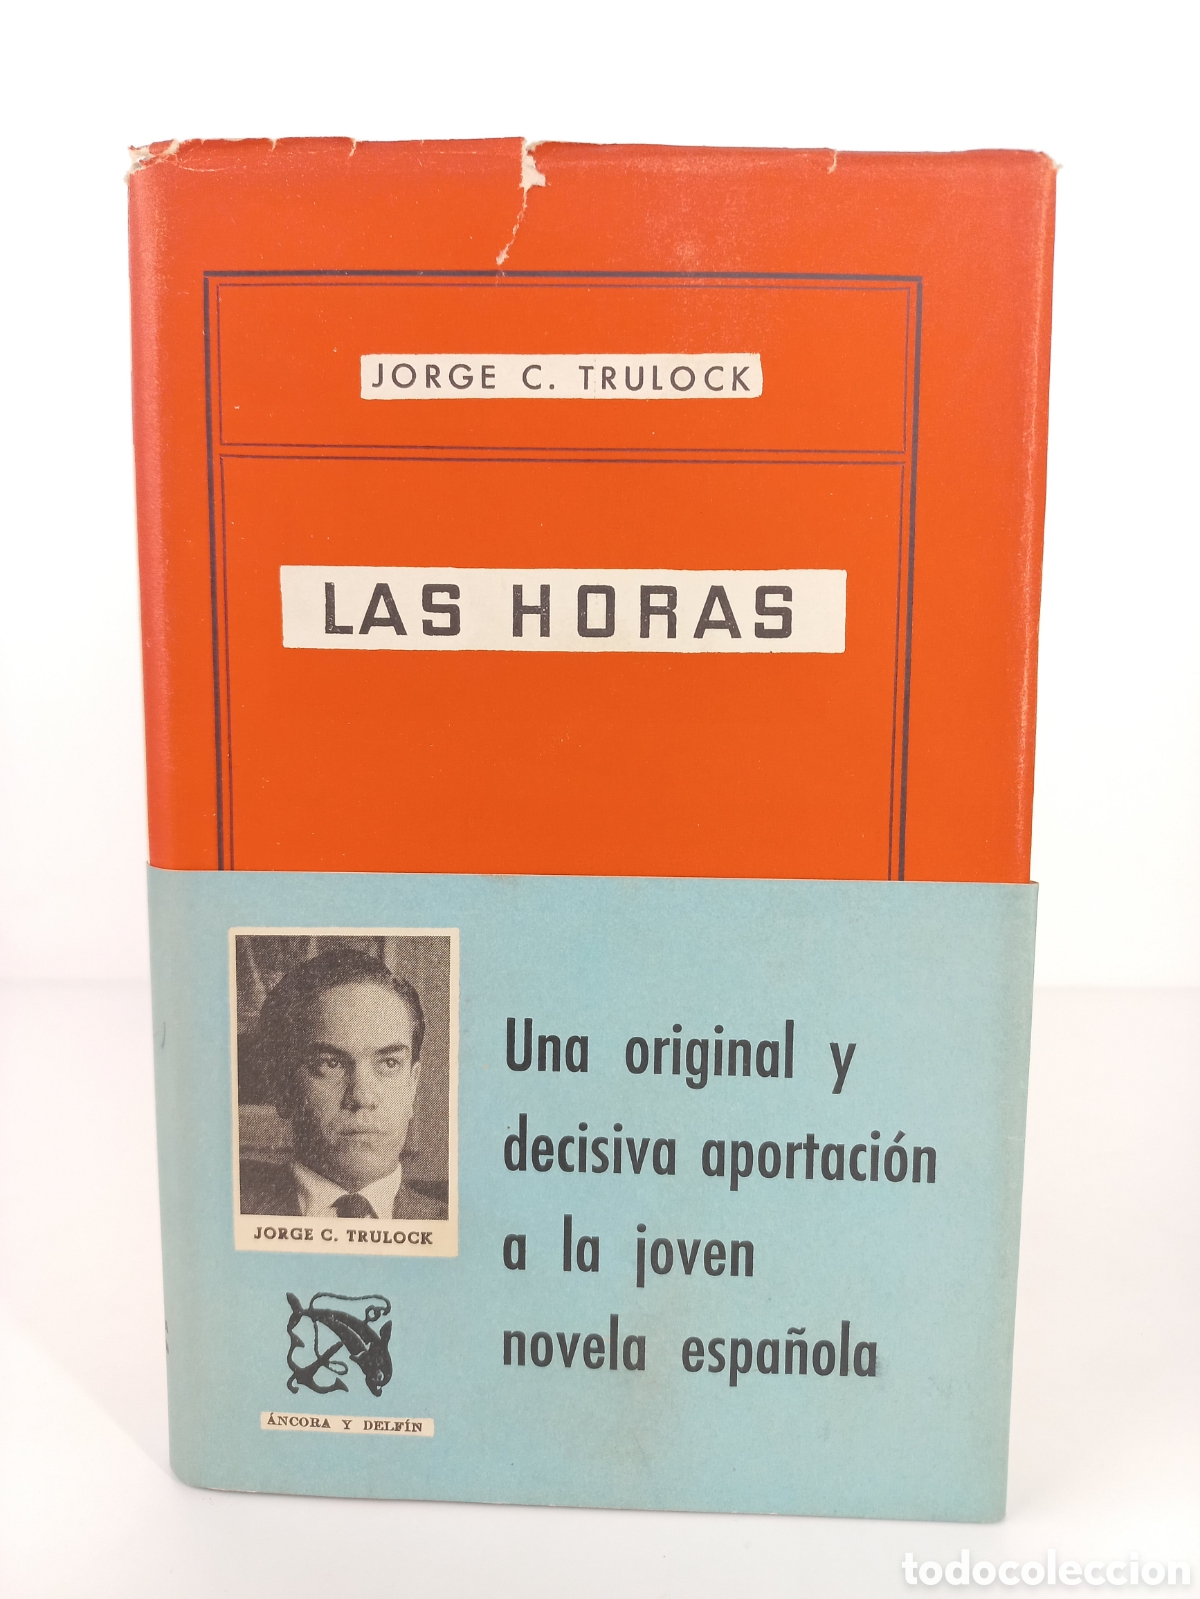 JORGE C. TRULOCK
LAS HORAS
JORGE C. TRULOCK
ÁNCORA Y DELFÍN
Una original y
decisiva aportación
a la joven
novela española
todocoleccion